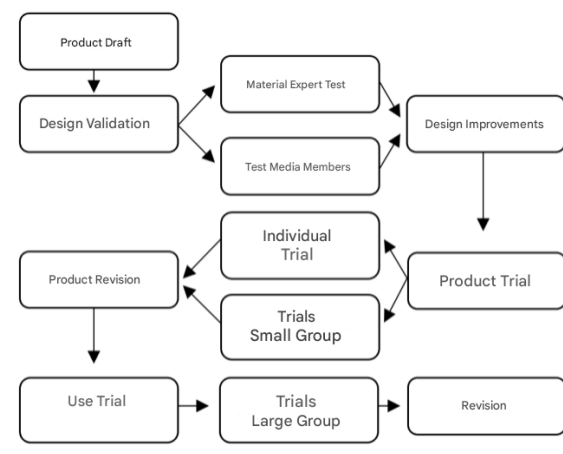 Product Draft
Design Validation
Material Expert Test
Test Media Members
Design Improvements
Individual
Trial
Product Revision
Product Trial
Trials
Small Group
Use Trial
Trials
Large Group
Revision